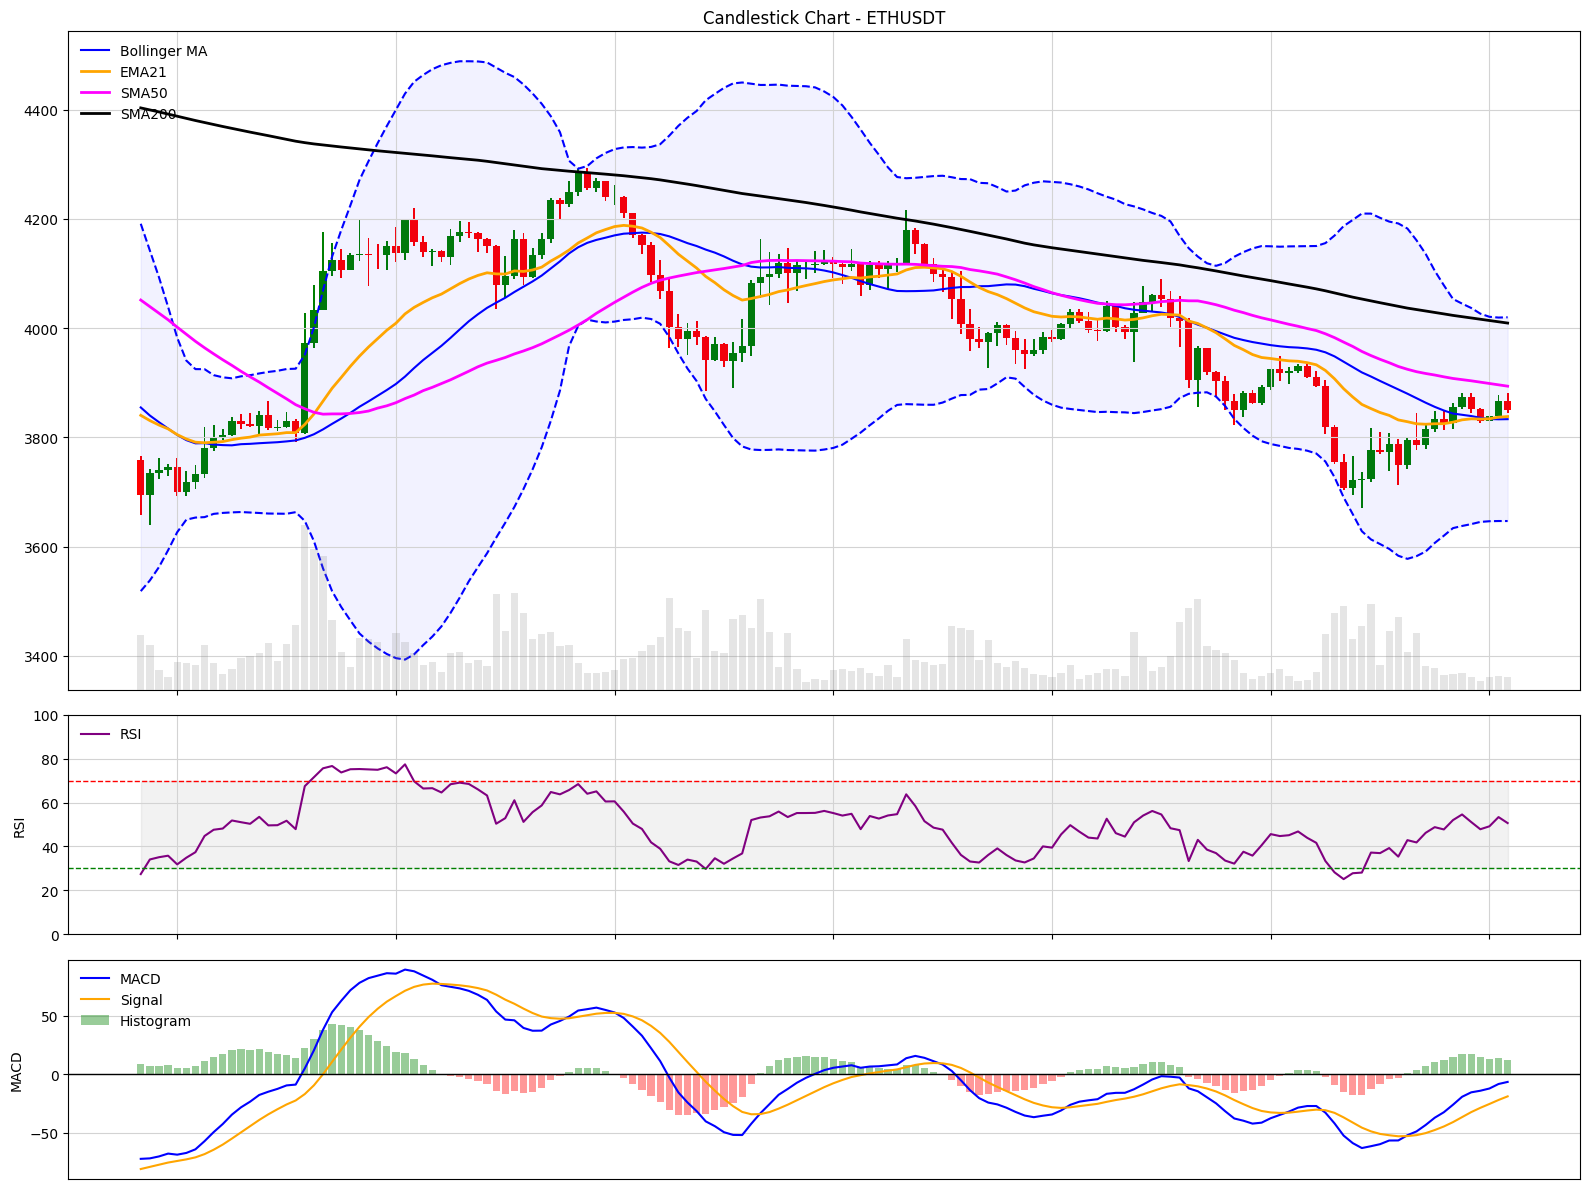 Candlestick Chart - ETHUSDT
Bollinger MA
EMA21
SMA50
SMA200
4400
4200
4000
3800
3600
3400
RSI
100
80
60
40
20
0
RSI
MACD
Signal
Histogram
50
0
−50
MACD